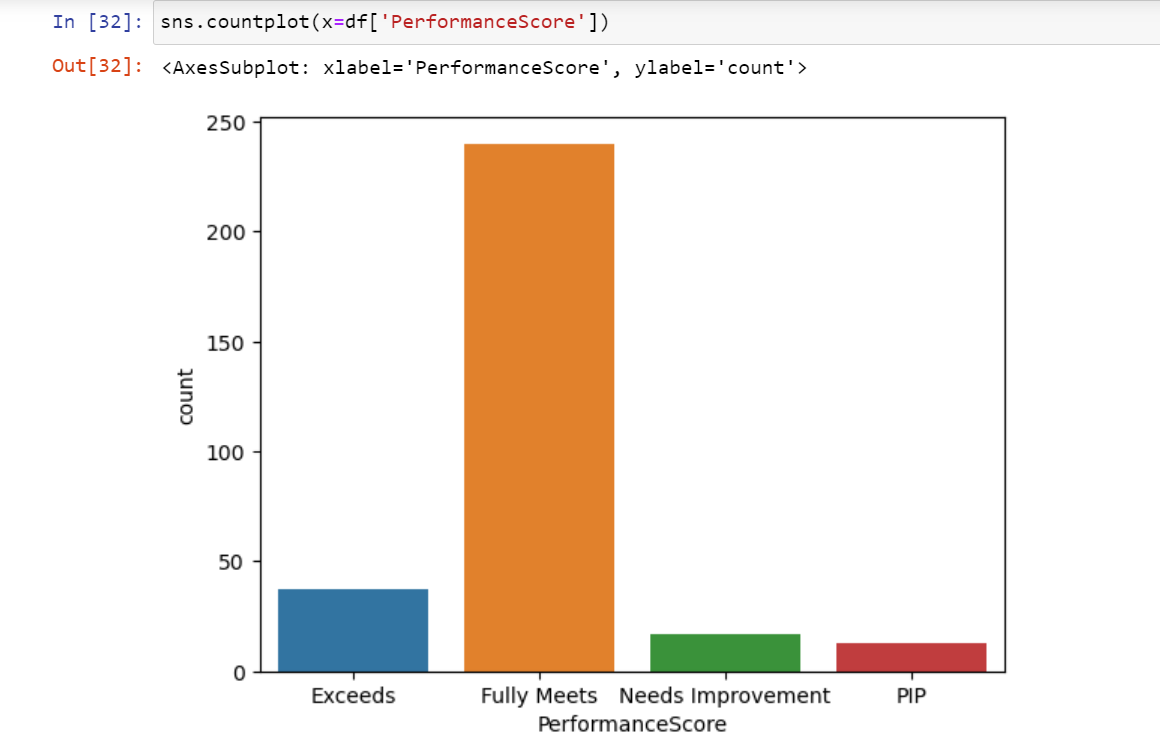 In [32]: sns.countplot(x=df['PerformanceScore'])
Out[32]: <AxesSubplot: xlabel='PerformanceScore', ylabel='count'>
250
200
150
100
50
0
count
Exceeds Fully Meets Needs Improvement PIP
PerformanceScore